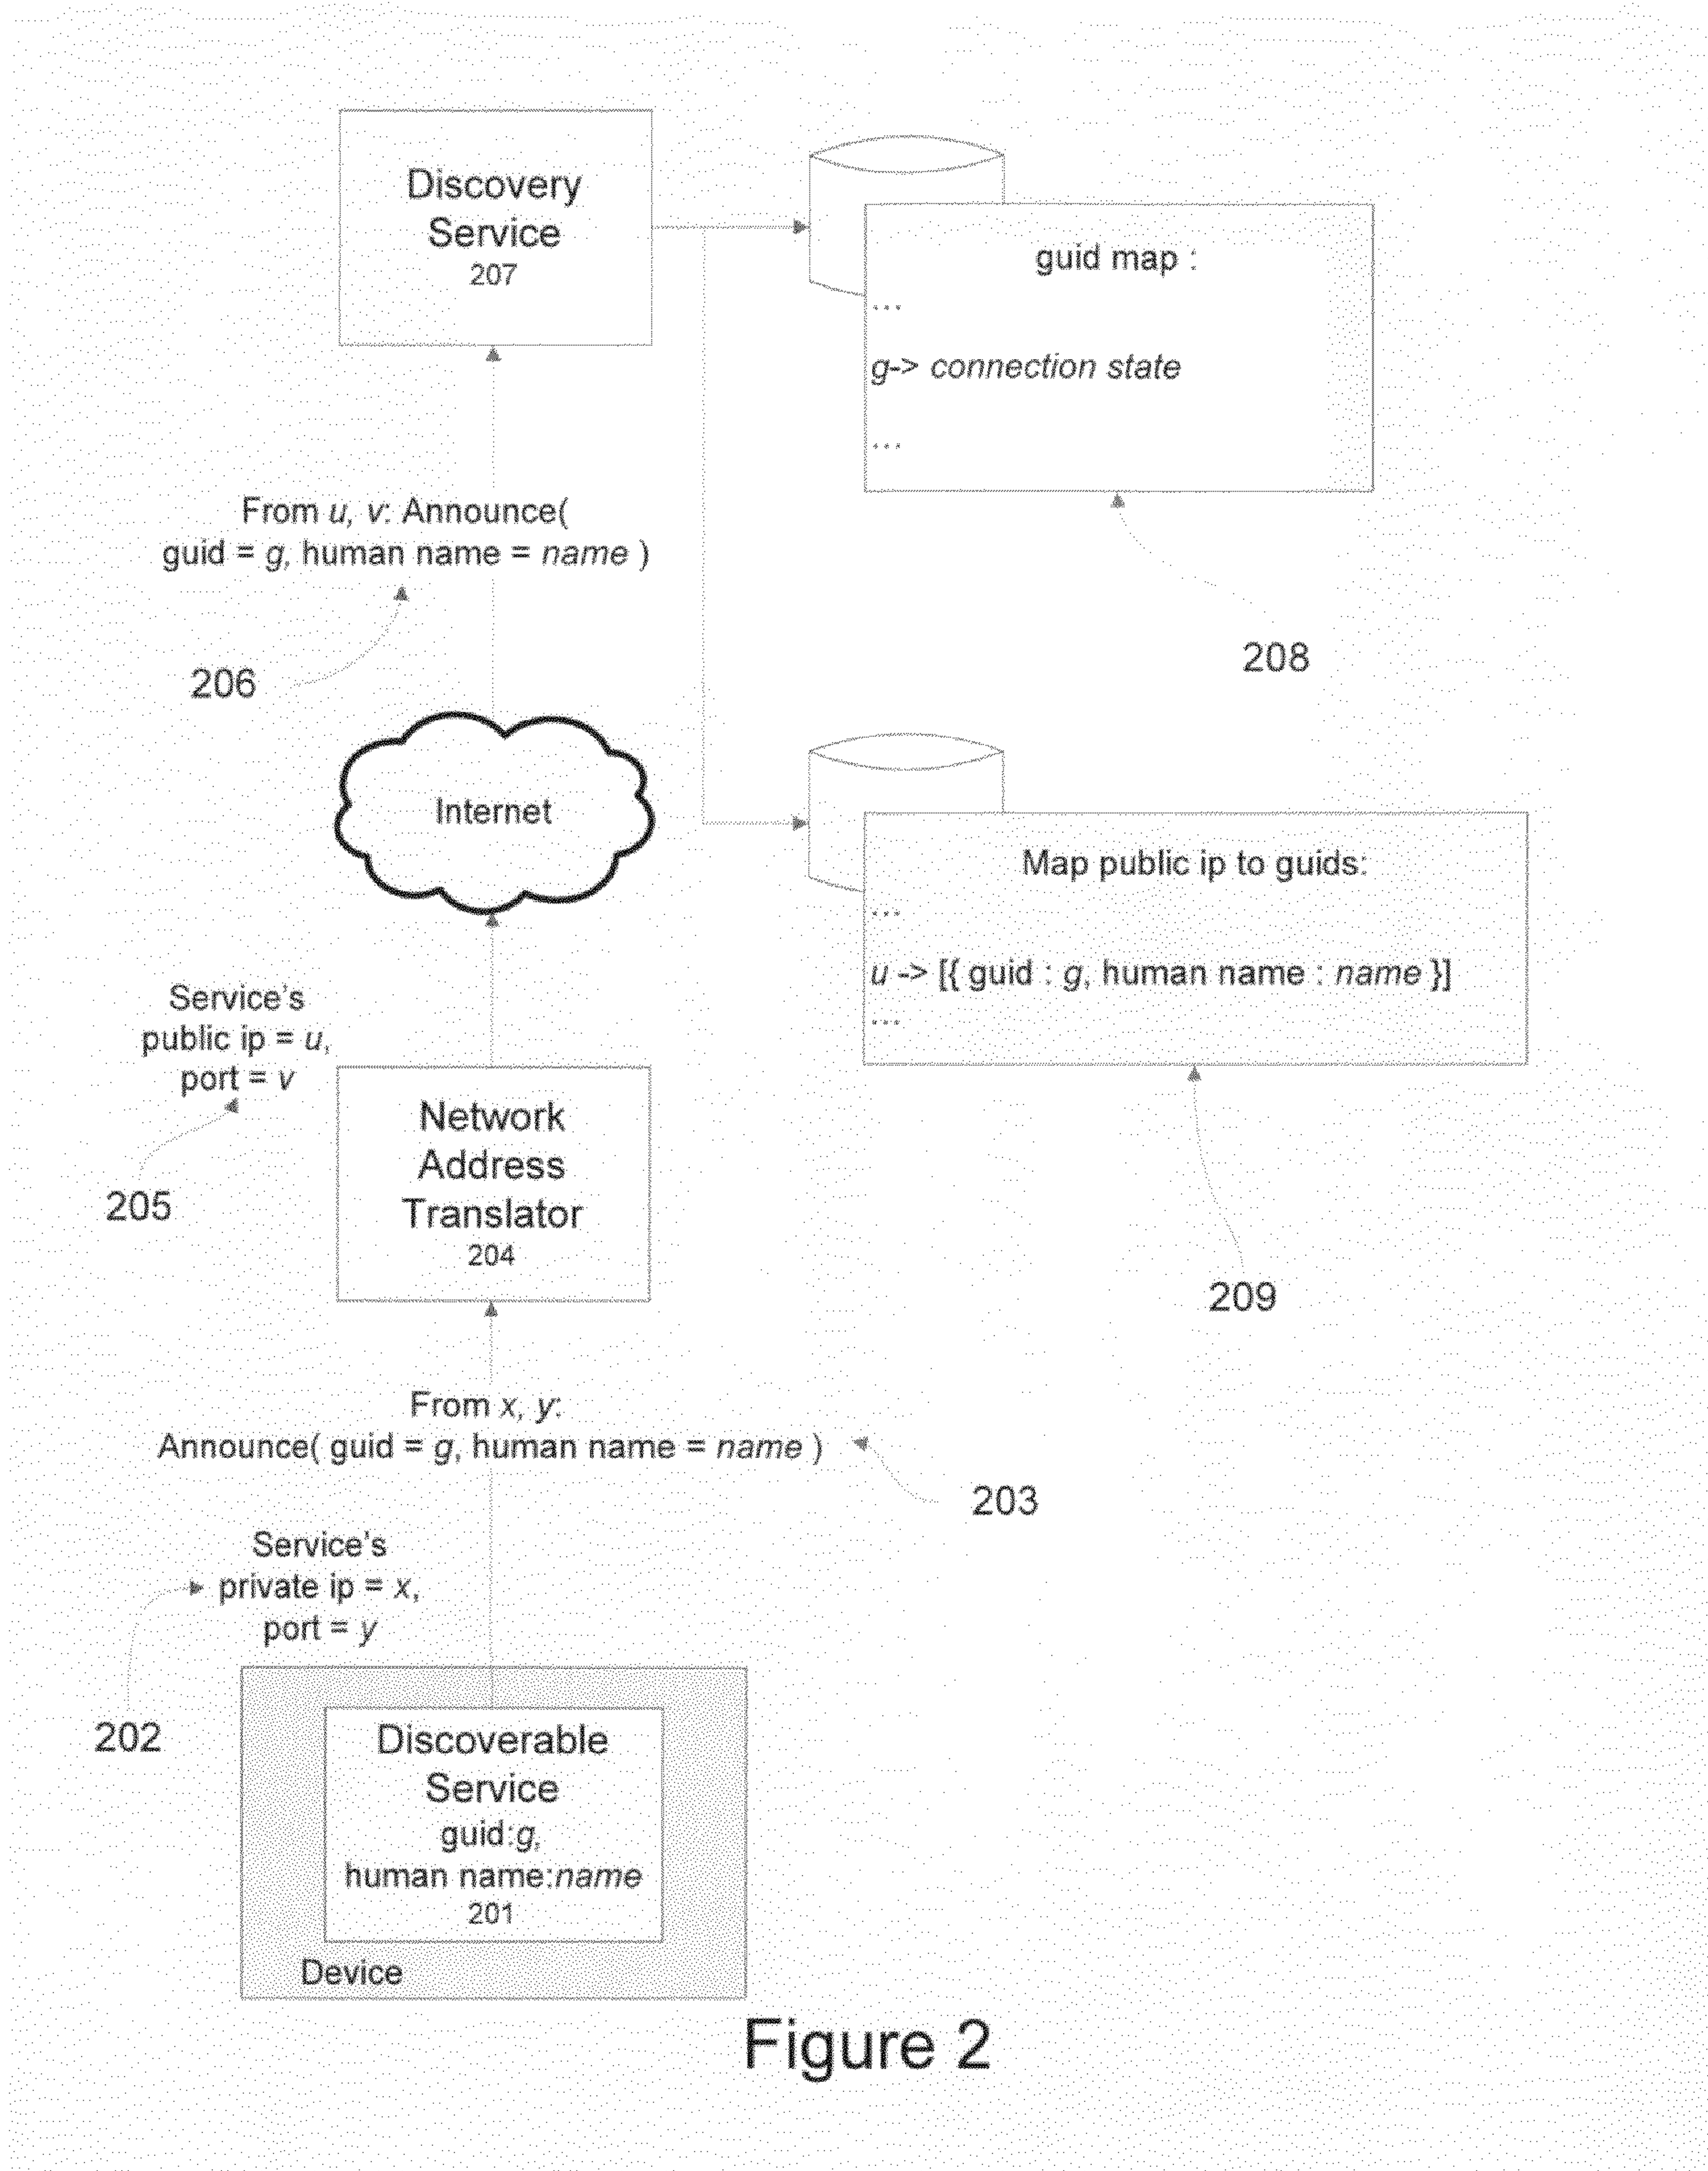 Discovery
Service
207
guid map :
...
g-> connection state
...
From u, v: Announce(
guid = g, human name = name )
206
208
Internet
Map public ip to guids:
...
u -> [{ guid : g, human name : name }]
...
Service's
public ip = u,
port = v
205
Network
Address
Translator
204
209
From x, y:
Announce( guid = g, human name = name )
203
Service's
private ip = x,
port = y
202
Discoverable
Service
guid:g,
human name:name
201
Device
Figure 2